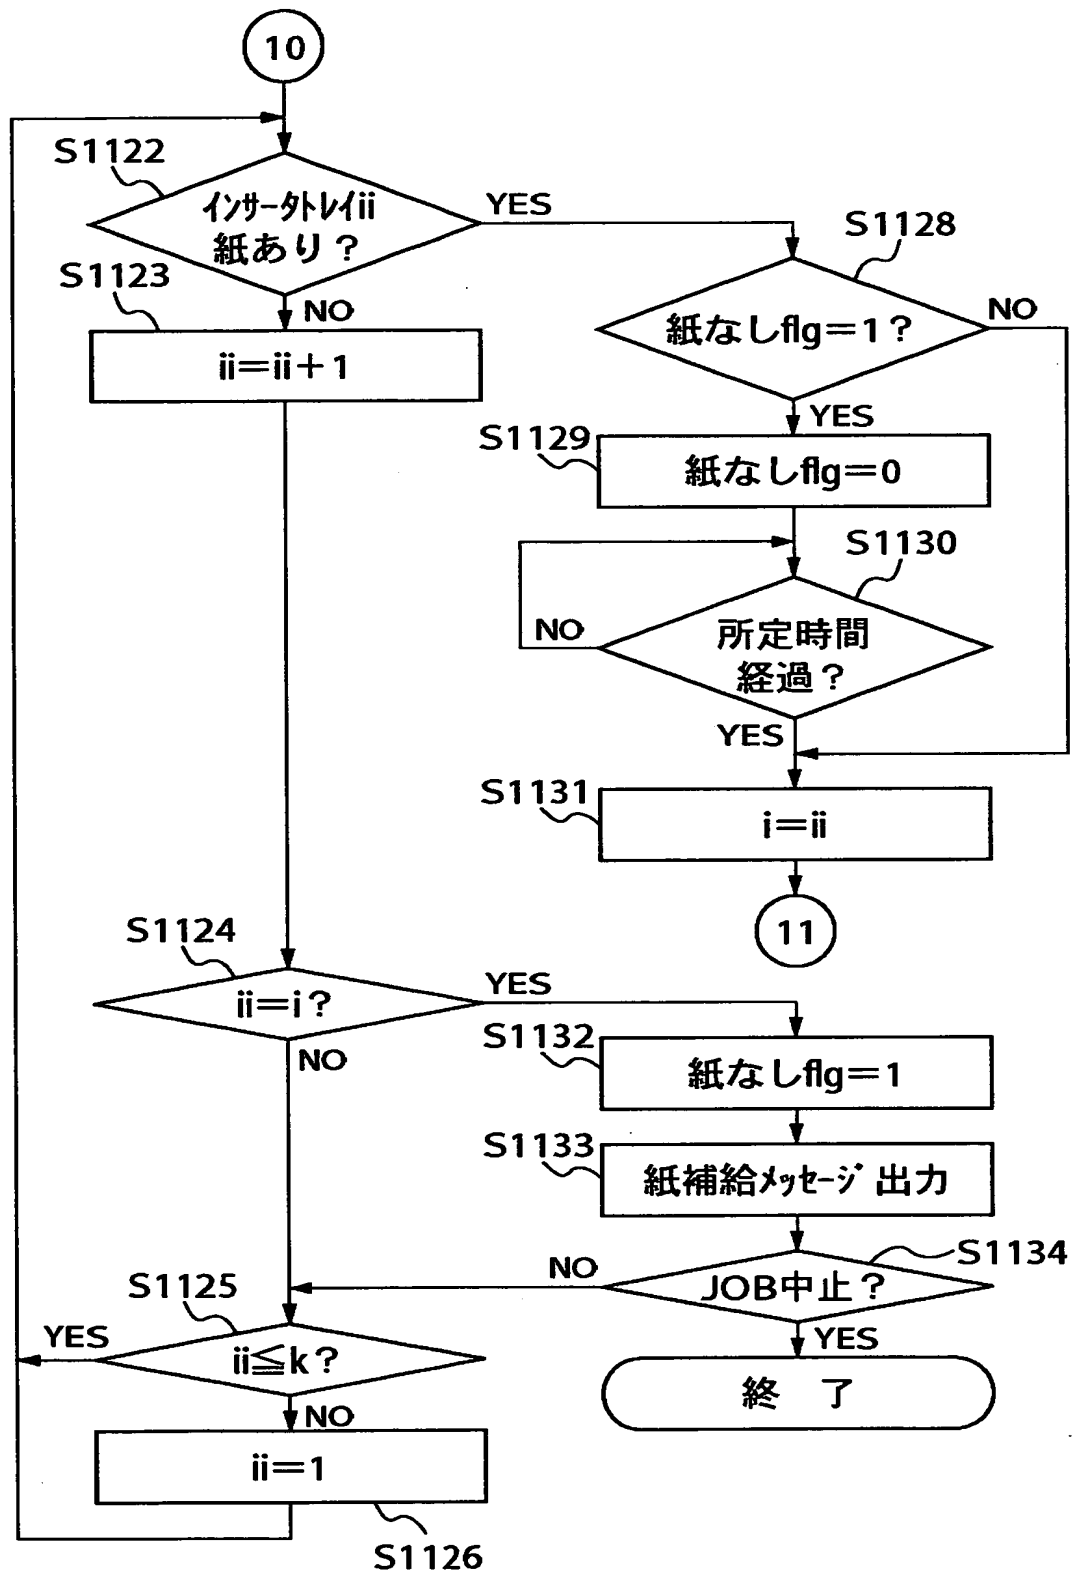 10
S1122
インサータトレイii
紙あり？
YES
S1123
NO
ii＝ii＋1
S1128
紙なしflg＝1？
NO
YES
S1129
紙なしflg＝0
S1130
所定時間
経過？
NO
YES
S1131
i＝ii
11
S1124
ii＝i？
YES
NO
S1132
紙なしflg＝1
S1133
紙補給メッセージ 出力
S1134
JOB中止？
NO
YES
終 了
S1125
ii≦k？
YES
NO
ii＝1
S1126